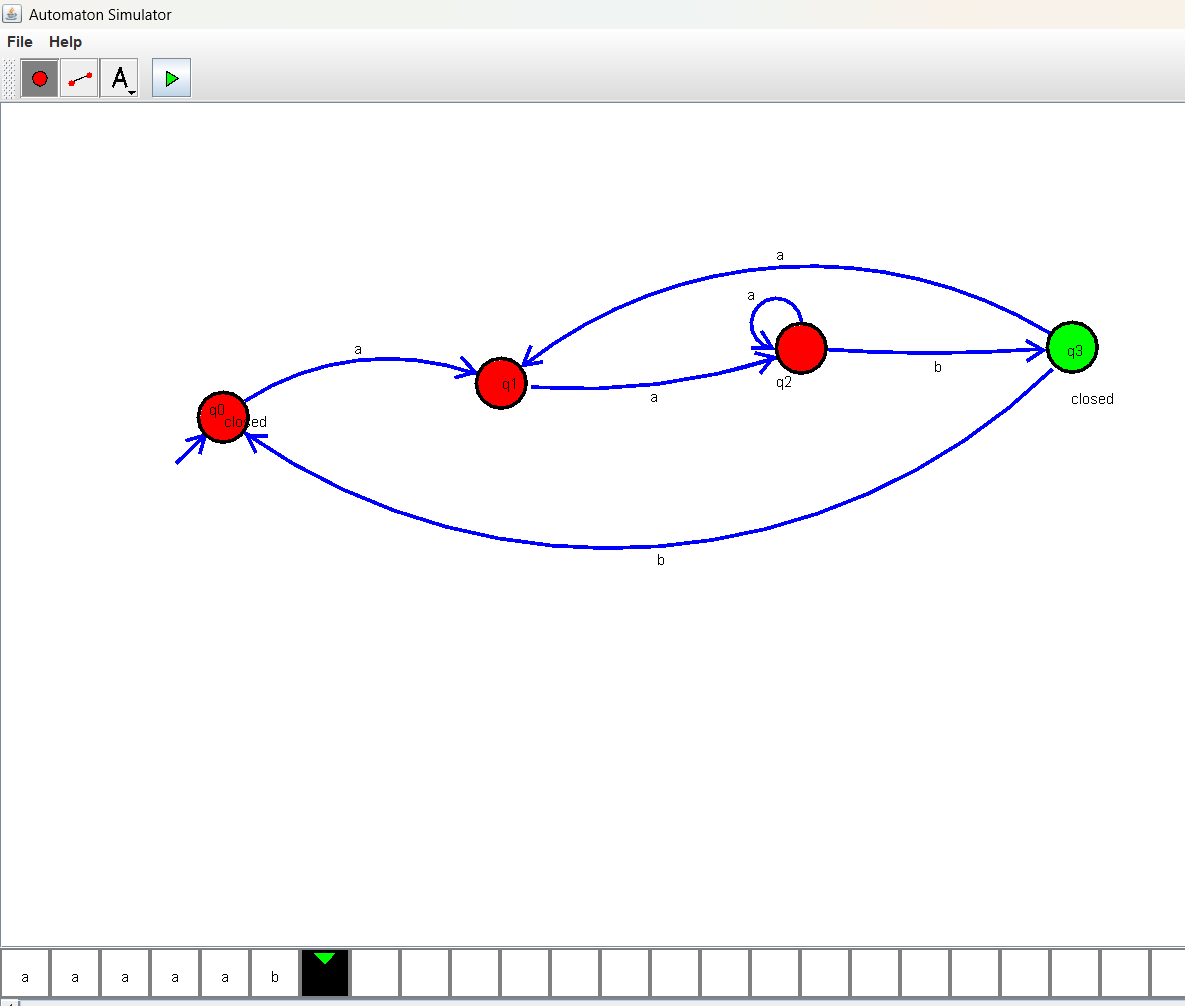 Automaton Simulator
File Help
A
a
a
a
q1
q3
q2
b
a
closed
q0
closed
b
a a a a a b